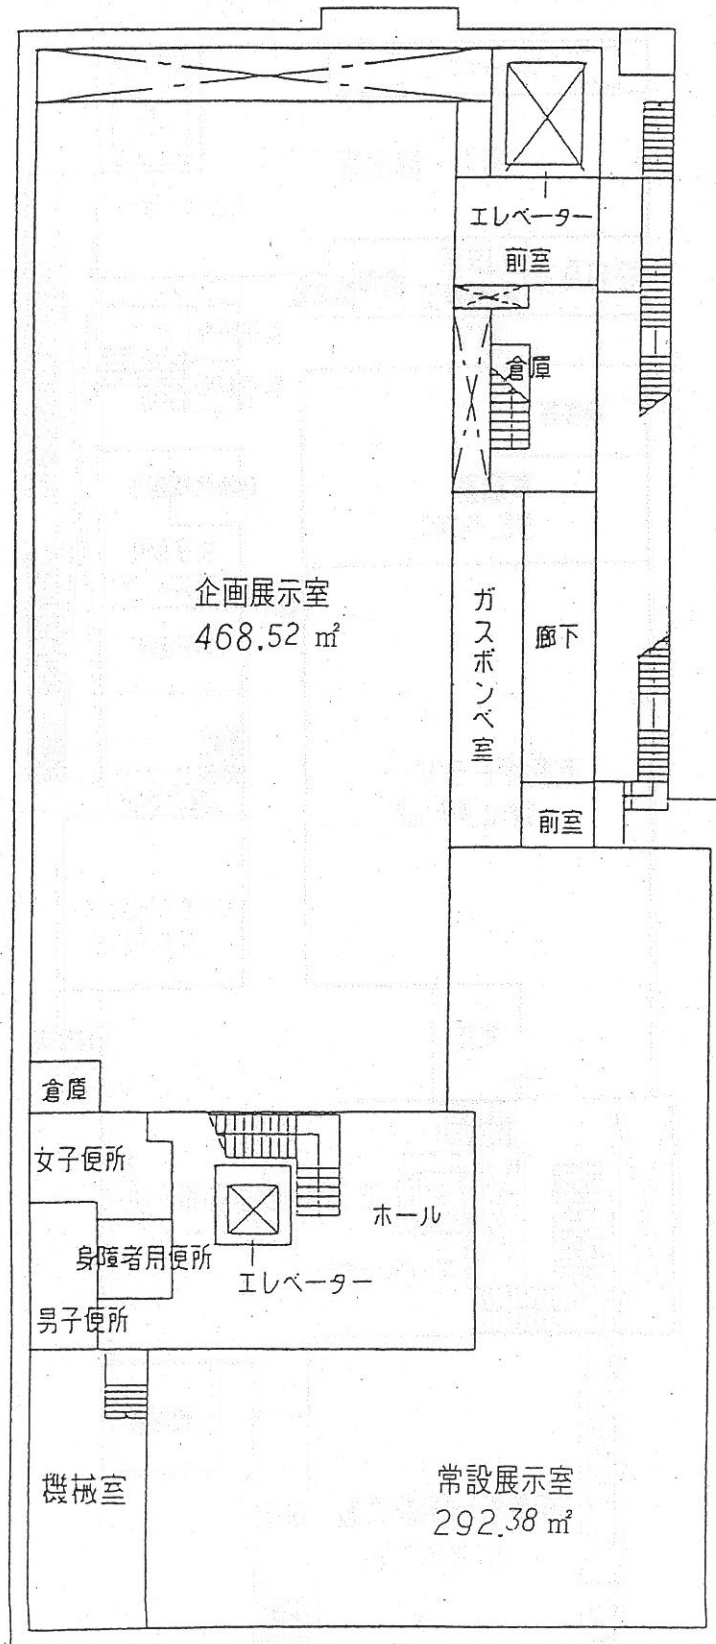 エレベーター
前室
倉庫
企画展示室
468.52 ㎡
ガスボンベ室
廊下
前室
倉庫
女子便所
ホール
身障者用便所
エレベーター
男子便所
機械室
常設展示室
292.38 ㎡